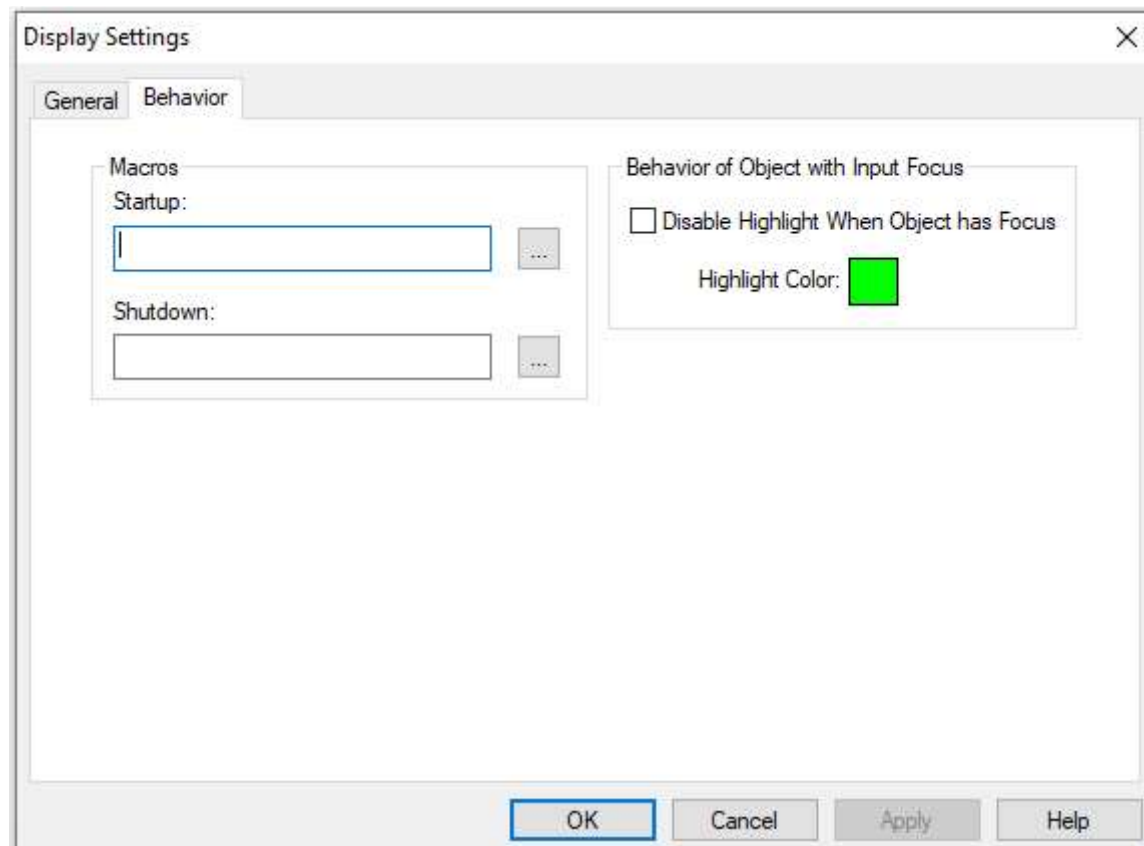 Display Settings
General
Behavior
Macros
Startup:
...
Shutdown:
...
Behavior of Object with Input Focus
Disable Highlight When Object has Focus
Highlight Color:
OK
Cancel
Apply
Help